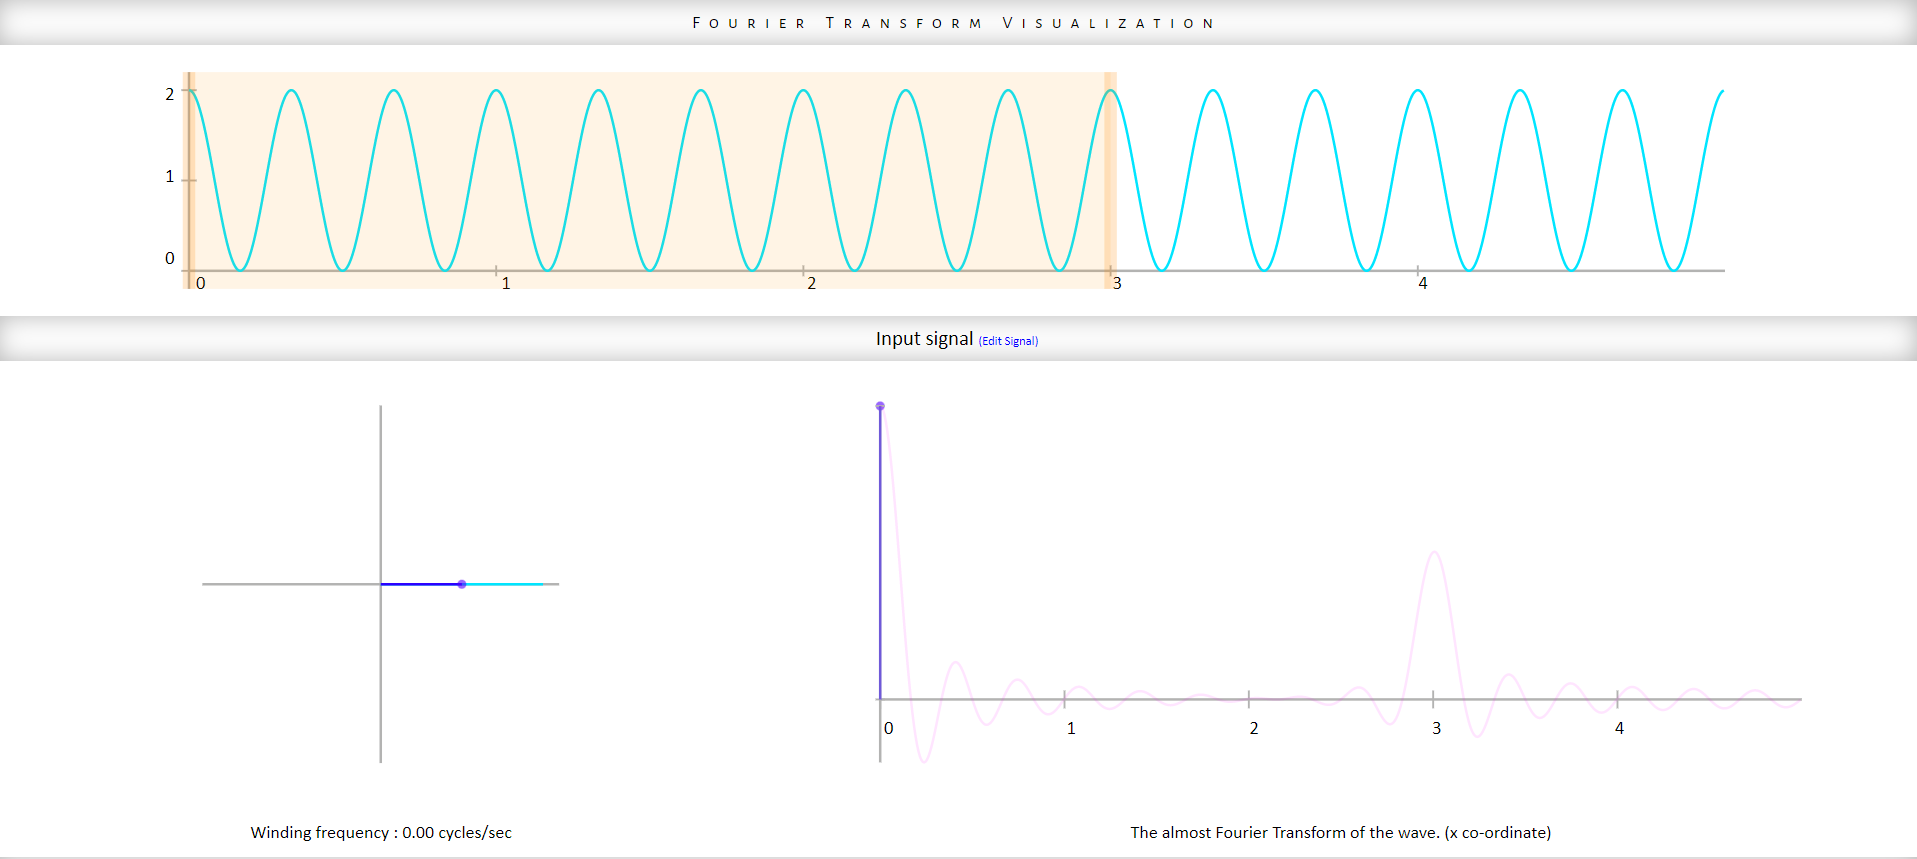 Fourier Transform Visualization
2
1
0
0 1 2 3 4
Input signal (Edit Signal)
0 1 2 3 4
Winding frequency : 0.00 cycles/sec
The almost Fourier Transform of the wave. (x co-ordinate)